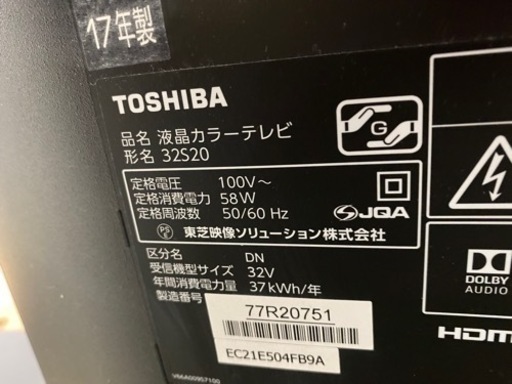 17年製
TOSHIBA
品名 液晶カラーテレビ
形名 32S20
G
定格電圧 100V～
定格消費電力 58W
定格周波数 50/60 Hz
JQA
PS E 東芝映像ソリューション株式会社
区分名 DN
受信機型サイズ 32V
年間消費電力量 37kWh/年
製造番号
77R20751
EC21E504FB9A
DOLBY
AUDIO
HDMI